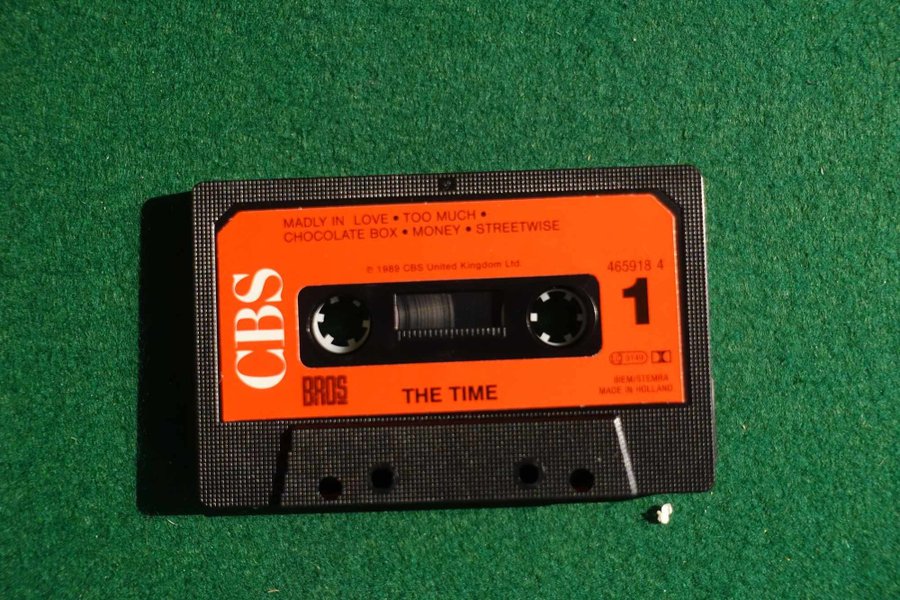 MADLY IN LOVE • TOO MUCH •
CHOCOLATE BOX • MONEY • STREETWISE
℗ 1989 CBS United Kingdom Ltd.
465918 4
1
CBS
BIEM/STEMRA
MADE IN HOLLAND
BROS
THE TIME